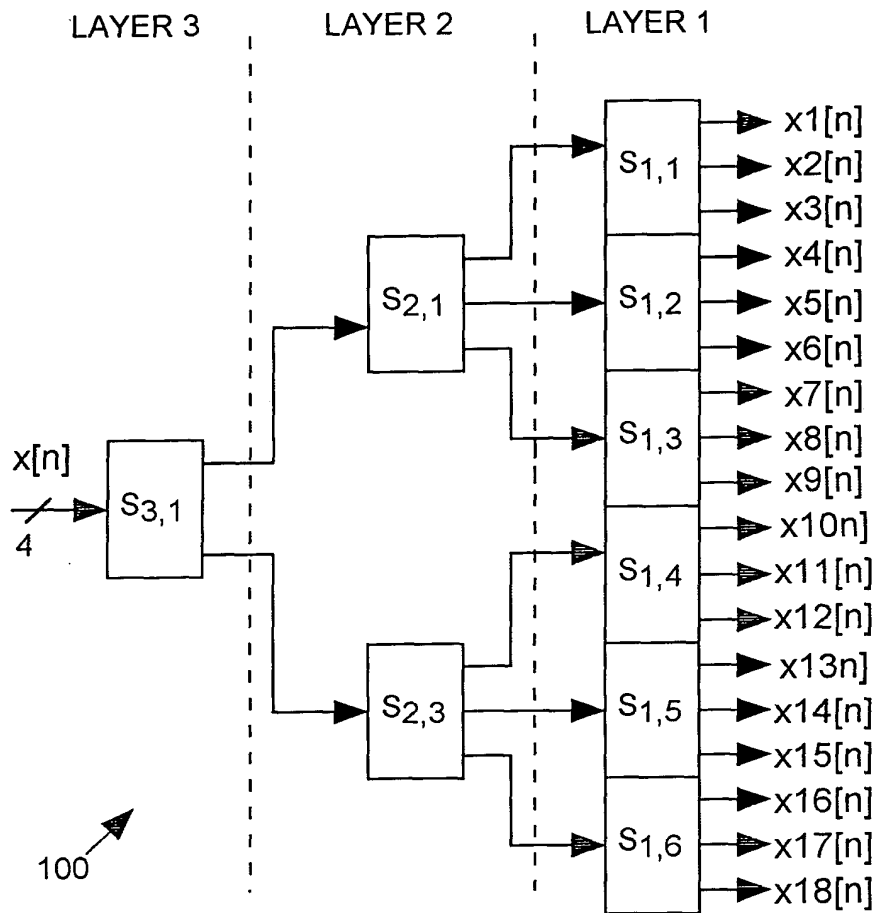 LAYER 3 LAYER 2 LAYER 1
S1,1
x1[n]
x2[n]
x3[n]
S1,2
x4[n]
x5[n]
x6[n]
S1,3
x7[n]
x8[n]
x9[n]
S1,4
x10n]
x11[n]
x12[n]
S1,5
x13n]
x14[n]
x15[n]
S1,6
x16[n]
x17[n]
x18[n]
S2,1
S2,3
x[n]
4
S3,1
100